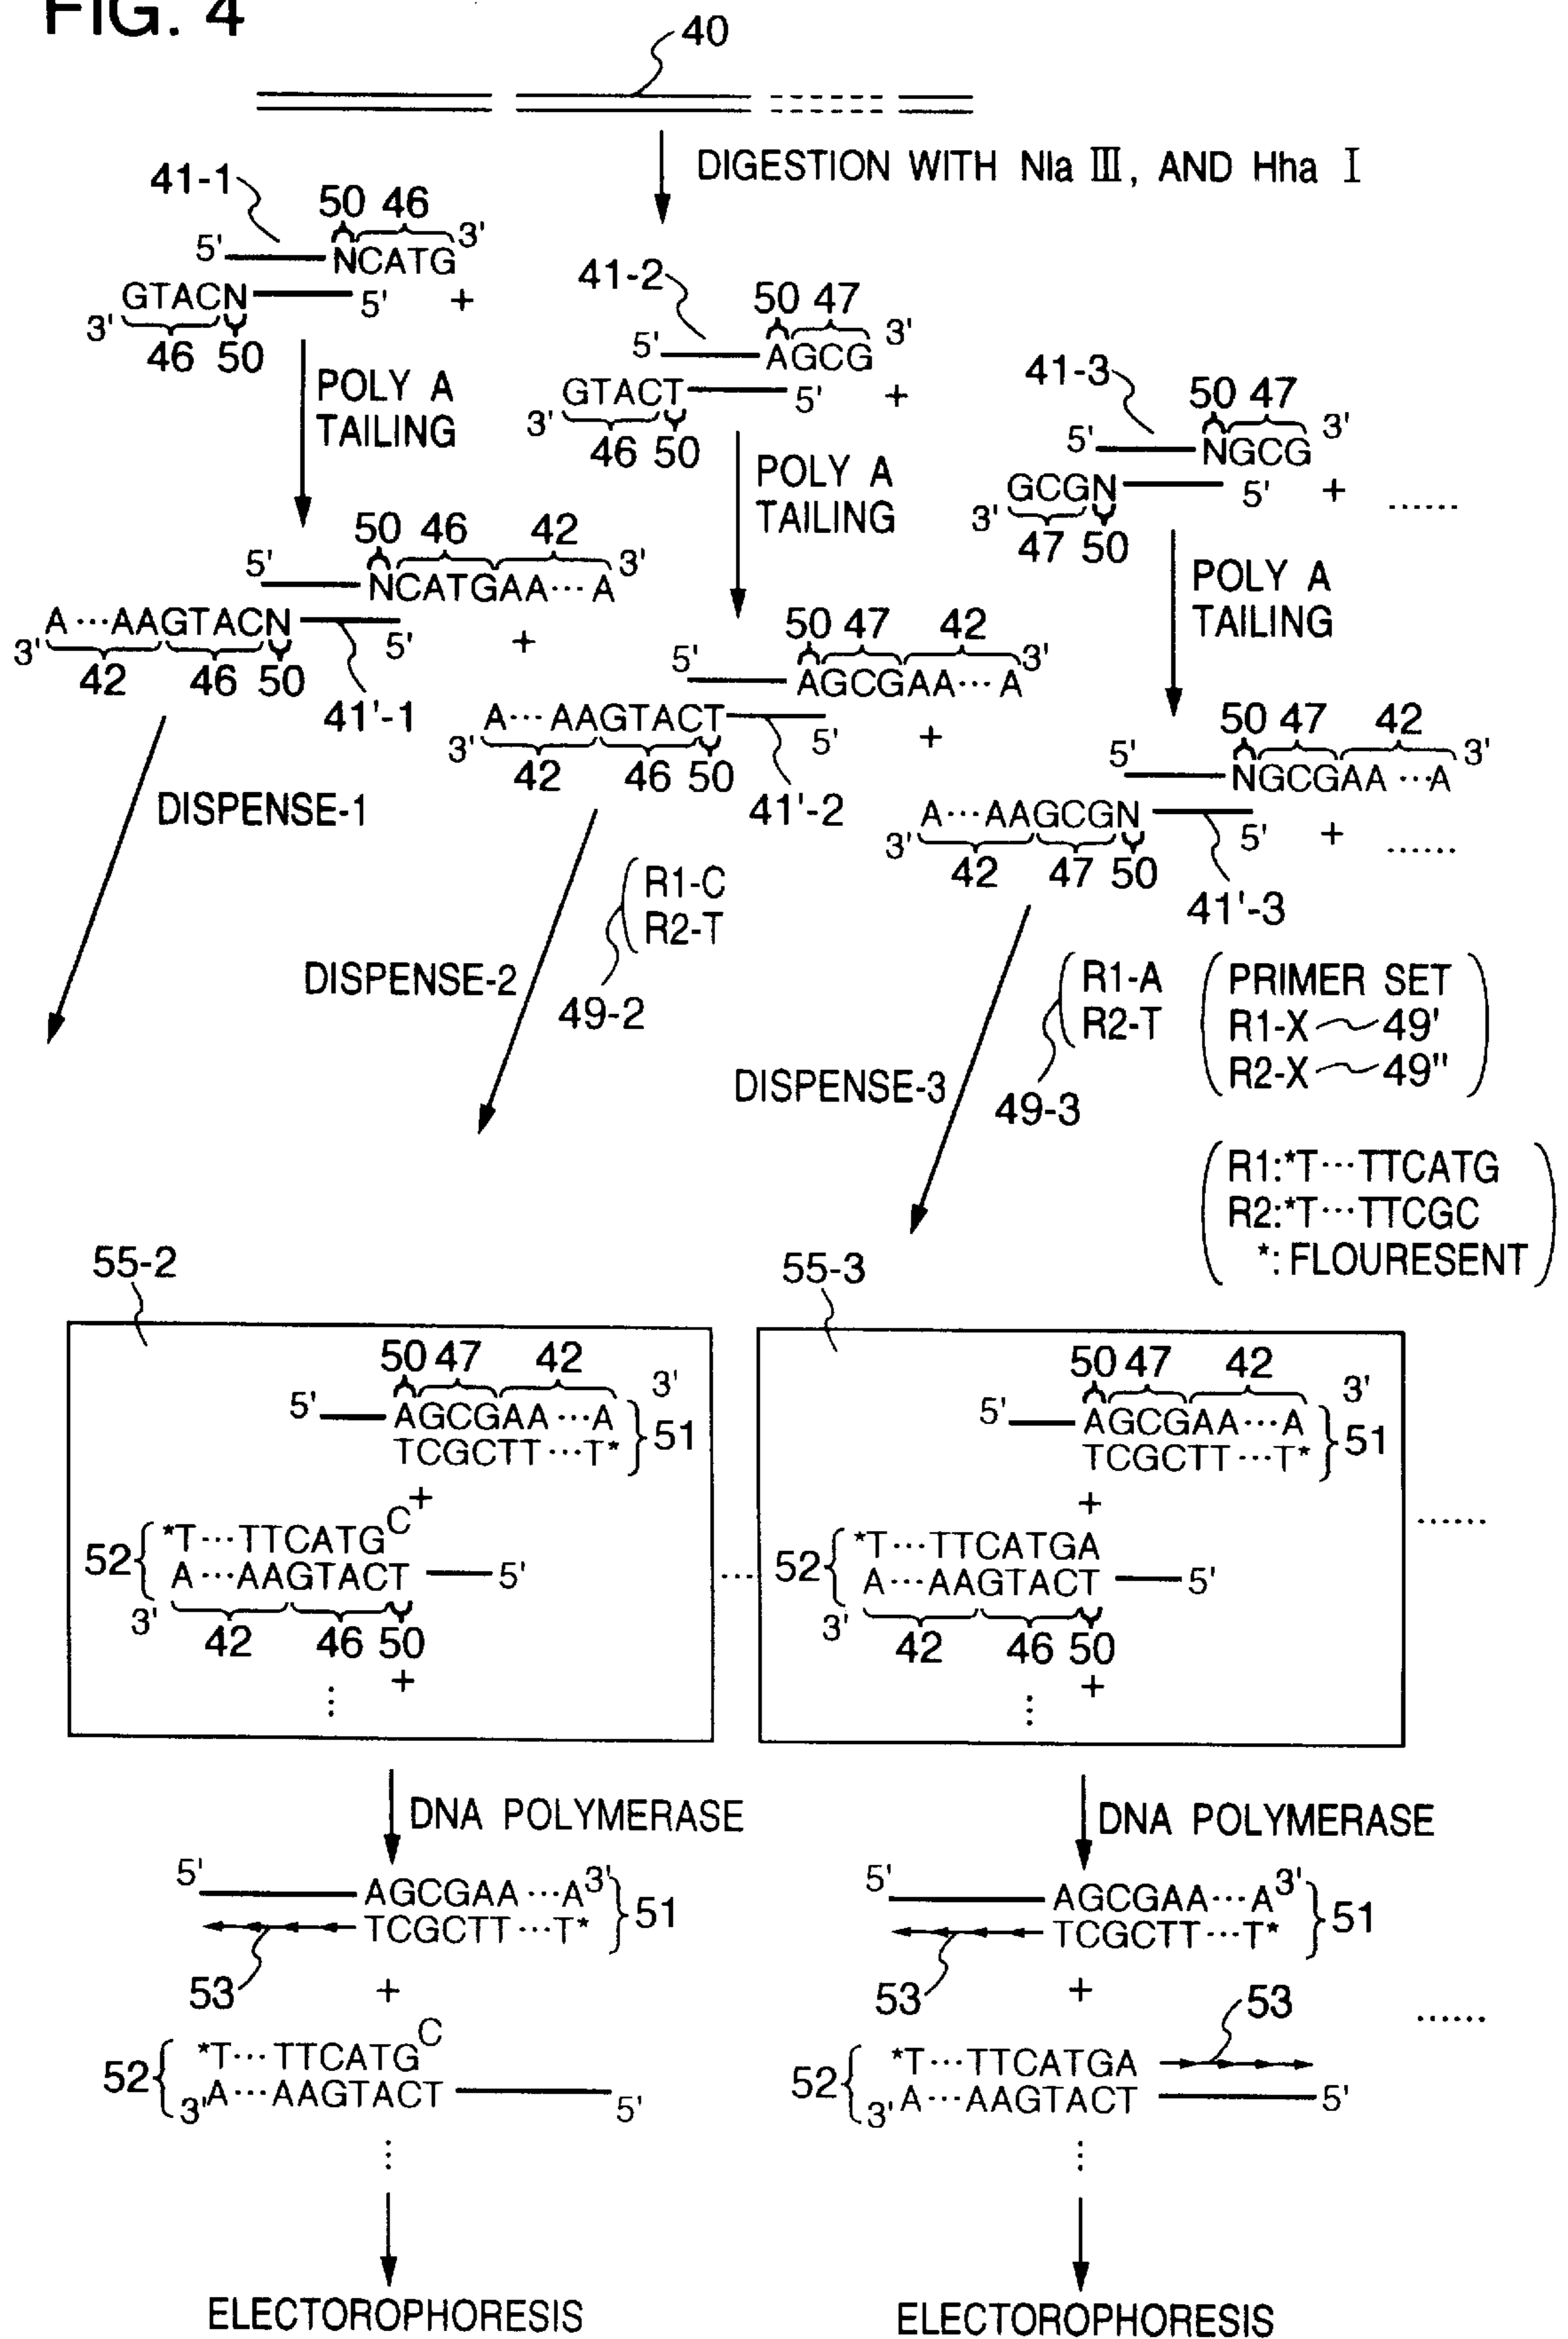 FIG. 4
40
DIGESTION WITH Nla III, AND Hha I
41-1
50 46
5' NCATG 3'
GTACN 5' +
3' 46 50
POLY A
TAILING
41-2
50 47
5' AGCG 3'
GTACT 5' +
3' 46 50
POLY A
TAILING
41-3
50 47
5' NGCG 3'
GCGN 5' + ......
3' 47 50
POLY A
TAILING
50 46 42
5' NCATGAA···A 3'
A···AAGTACN 5' +
3' 42 46 50
41'-1
50 47 42
5' AGCGAA···A 3'
A···AAGTACT 5' +
3' 42 46 50
41'-2
50 47 42
5' NGCGAA···A 3'
A···AAGCGN 5' + ......
3' 42 47 50
41'-3
DISPENSE-1
DISPENSE-2
R1-C
R2-T
49-2
DISPENSE-3
R1-A
R2-T
49-3
PRIMER SET
R1-X 49'
R2-X 49"
R1:*T···TTCATG
R2:*T···TTCGC
*: FLOURESENT
55-2
50 47 42
5' AGCGAA···A 3'
TCGCTT···T* 51
+
52 *T···TTCATGC
A···AAGTACT 5'
3' 42 46 50
+
⋮
...
55-3
50 47 42
5' AGCGAA···A 3'
TCGCTT···T* 51
+
52 *T···TTCATGA
A···AAGTACT 5'
3' 42 46 50
+
⋮
......
DNA POLYMERASE
5' AGCGAA···A3'
TCGCTT···T* 51
53 +
52 *T···TTCATGC
3'A···AAGTACT 5'
⋮
ELECTOROPHORESIS
DNA POLYMERASE
5' AGCGAA···A3'
TCGCTT···T* 51
53 + 53 ......
52 *T···TTCATGA
3'A···AAGTACT 5'
⋮
ELECTOROPHORESIS